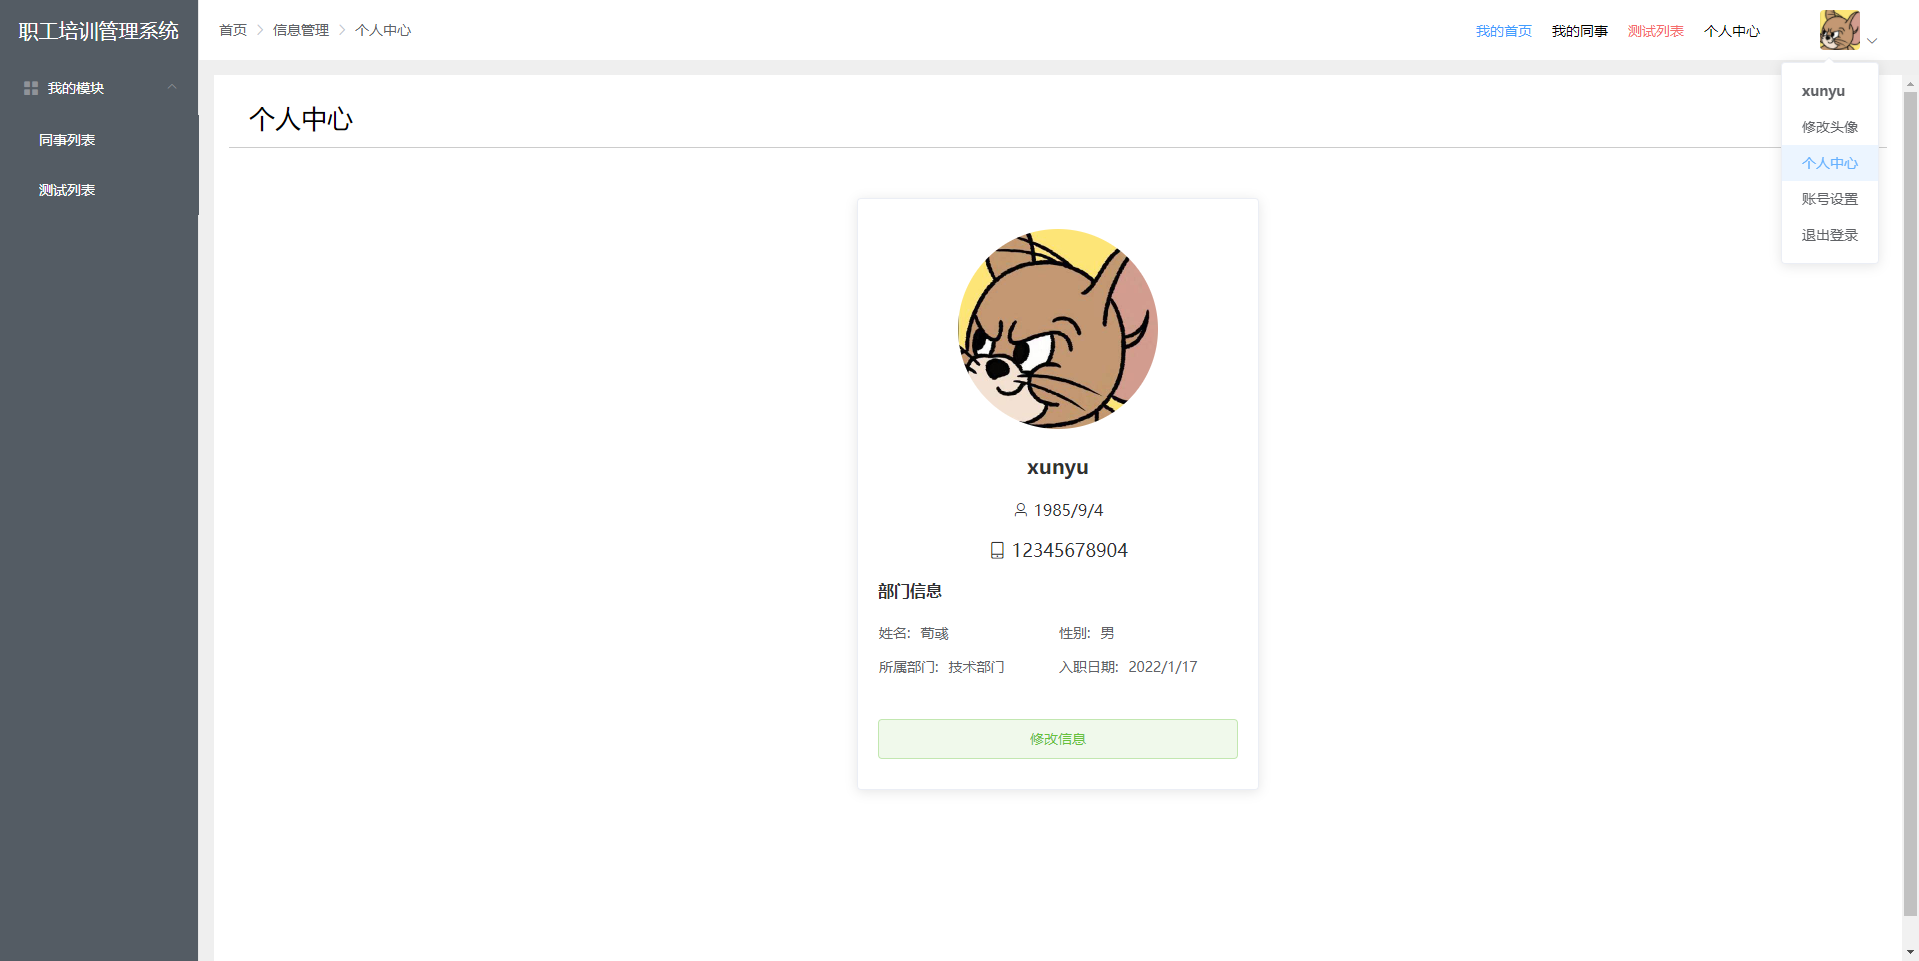 职工培训管理系统
首页 信息管理 个人中心
我的首页 我的同事 测试列表 个人中心
我的模块
同事列表
测试列表
个人中心
xunyu
修改头像
个人中心
账号设置
退出登录
xunyu
1985/9/4
12345678904
部门信息
姓名: 荀彧
性别: 男
所属部门: 技术部门
入职日期: 2022/1/17
修改信息